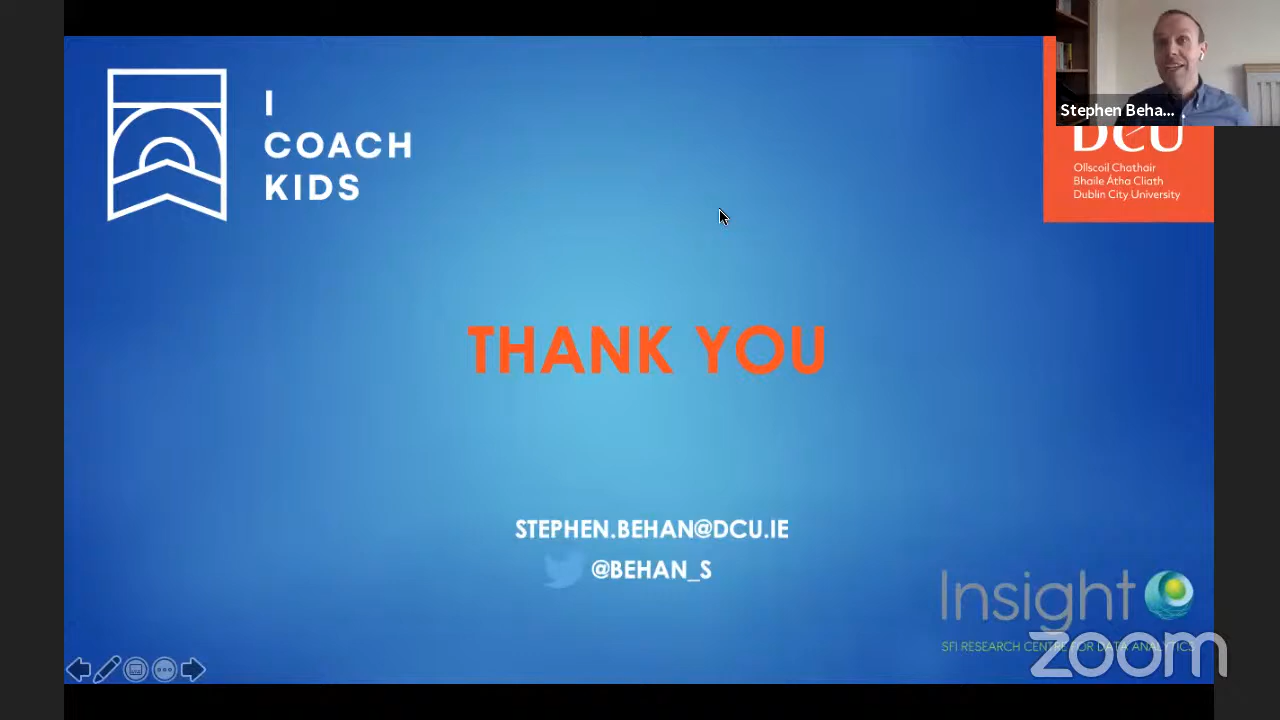 I
COACH
KIDS
Stephen Beha...
DCU
Ollscoil Chathair
Bhaile Átha Cliath
Dublin City University
THANK YOU
STEPHEN.BEHAN@DCU.IE
@BEHAN_S
Insight
SFI RESEARCH CENTRE FOR DATA ANALYTICS
zoom